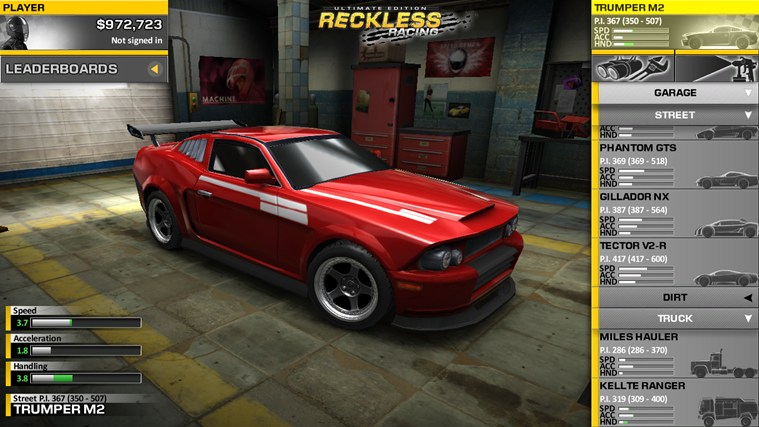 PLAYER
$972,723
Not signed in
LEADERBOARDS
ULTIMATE EDITION
RECKLESS
RACING
MACHINE
Speed
3.7
Acceleration
1.8
Handling
3.8
Street P.I. 367 (350 - 507)
TRUMPER M2
TRUMPER M2
P.I. 367 (350 - 507)
SPD
ACC
HND
GARAGE
STREET
ACC
HND
PHANTOM GTS
P.I. 369 (369 - 518)
SPD
ACC
HND
GILLADOR NX
P.I. 387 (387 - 564)
SPD
ACC
HND
TECTOR V2-R
P.I. 417 (417 - 600)
SPD
ACC
HND
DIRT
TRUCK
MILES HAULER
P.I. 286 (286 - 370)
SPD
ACC
HND
KELLTE RANGER
P.I. 319 (309 - 400)
SPD
ACC
HND